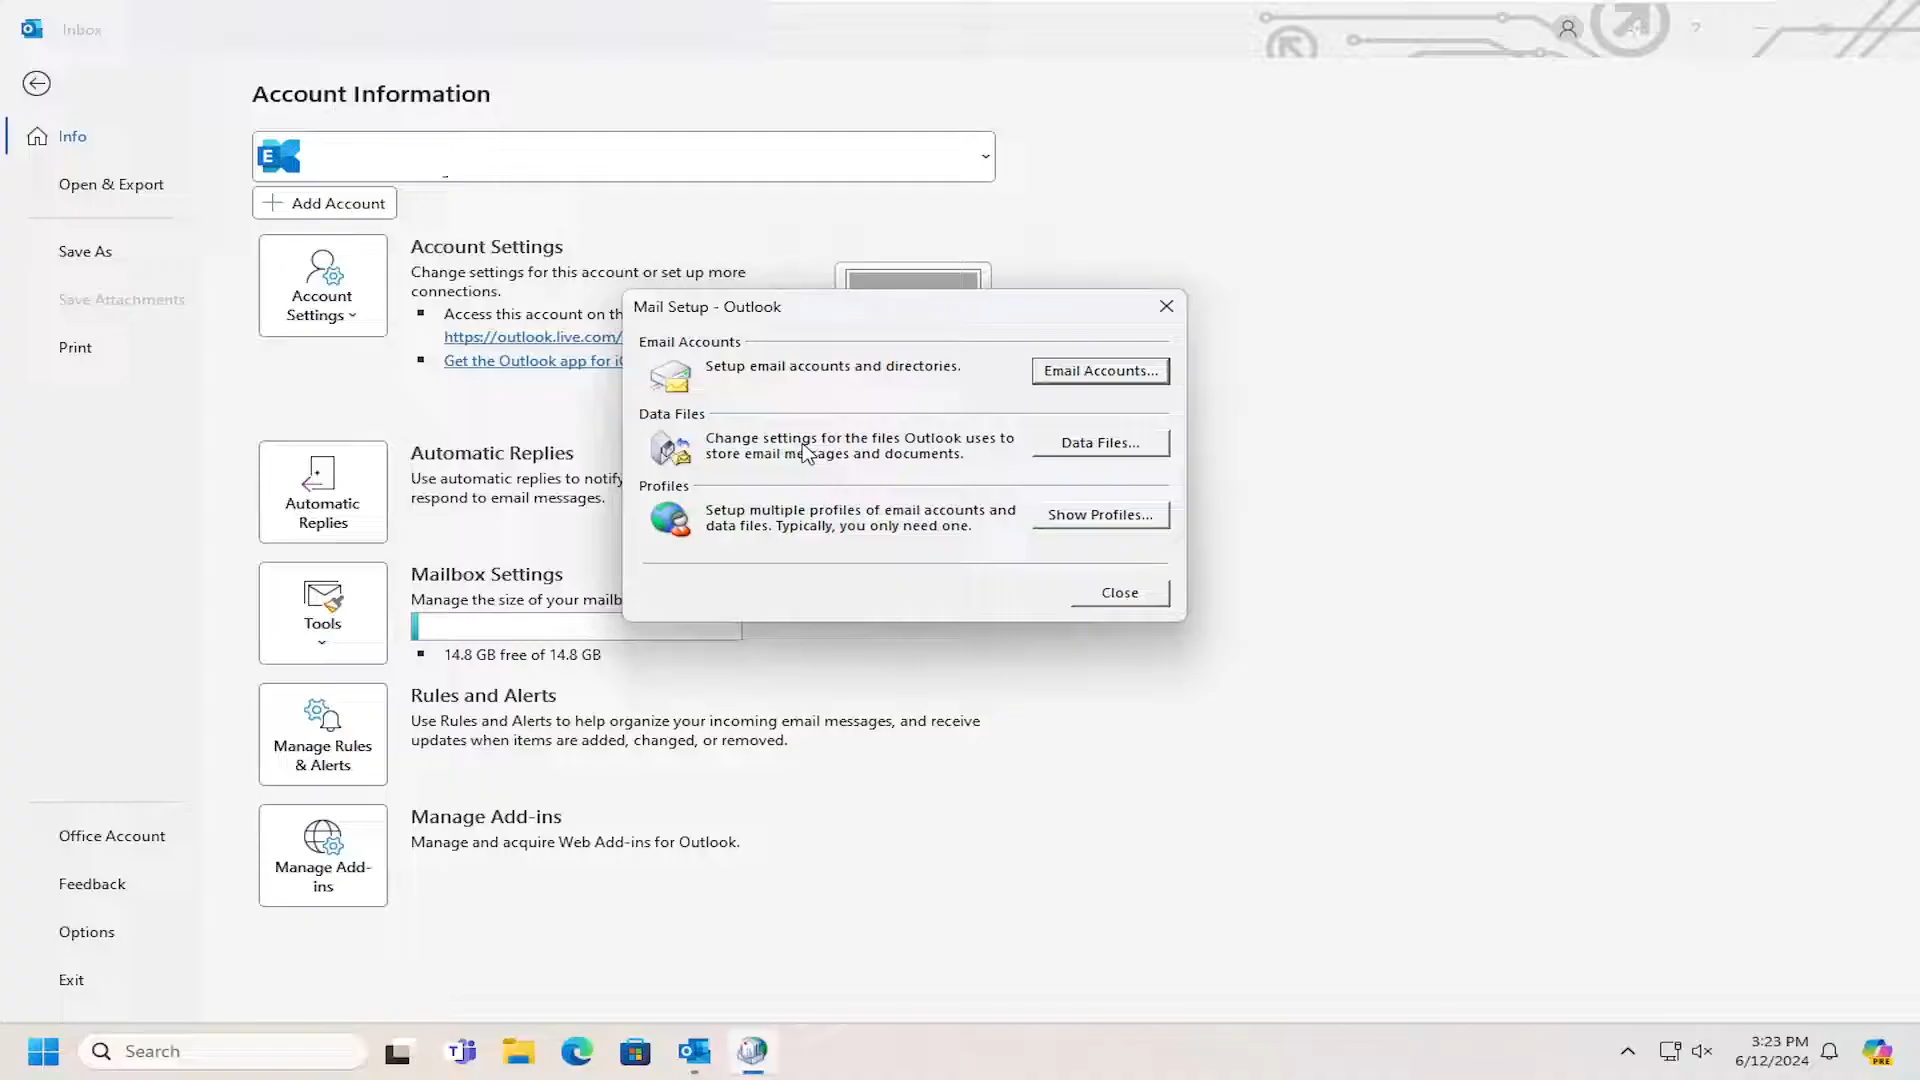 Inbox
?
Account Information
Info
E
Open & Export
Add Account
Save As
Account Settings
Account
Settings
Change settings for this account or set up more
connections.
Access this account on th
https://outlook.live.com/
Get the Outlook app for i
Save Attachments
Print
Mail Setup - Outlook
Email Accounts
Setup email accounts and directories.
Email Accounts...
Data Files
Change settings for the files Outlook uses to
store email messages and documents.
Data Files...
Profiles
Setup multiple profiles of email accounts and
data files. Typically, you only need one.
Show Profiles...
Close
Automatic
Replies
Automatic Replies
Use automatic replies to notify
respond to email messages.
Tools
Mailbox Settings
Manage the size of your mailb
14.8 GB free of 14.8 GB
Manage Rules
& Alerts
Rules and Alerts
Use Rules and Alerts to help organize your incoming email messages, and receive
updates when items are added, changed, or removed.
Manage Add-
ins
Manage Add-ins
Manage and acquire Web Add-ins for Outlook.
Office Account
Feedback
Options
Exit
Search
3:23 PM
6/12/2024
PRE